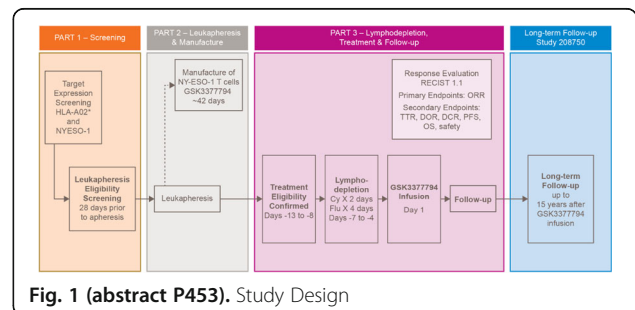 PART 1 – Screening
PART 2 – Leukapheresis
& Manufacture
PART 3 – Lymphodepletion,
Treatment & Follow-up
Long-term Follow-up
Study 208750
Target
Expression
Screening
HLA-A02*
and
NYESO-1
Manufacture of
NY-ESO-1 T cells
GSK3377794
~42 days
Response Evaluation
RECIST 1.1
Primary Endpoints: ORR
Secondary Endpoints:
TTR, DOR, DCR, PFS,
OS, safety
Leukapheresis
Eligibility
Screening
28 days prior
to apheresis
Leukapheresis
Treatment
Eligibility
Confirmed
Days -13 to -8
Lympho-
depletion
Cy X 2 days
Flu X 4 days
Days -7 to -4
GSK3377794
Infusion
Day 1
Follow-up
Long-term
Follow-up
up to
15 years after
GSK3377794
infusion
Fig. 1 (abstract P453). Study Design